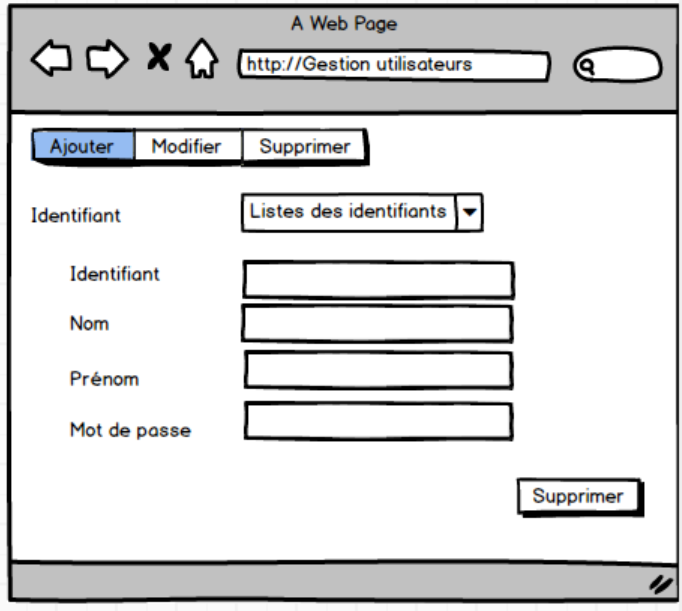 A Web Page
http://Gestion utilisateurs
Ajouter Modifier Supprimer
Identifiant Listes des identifiants
Identifiant
Nom
Prénom
Mot de passe
Supprimer